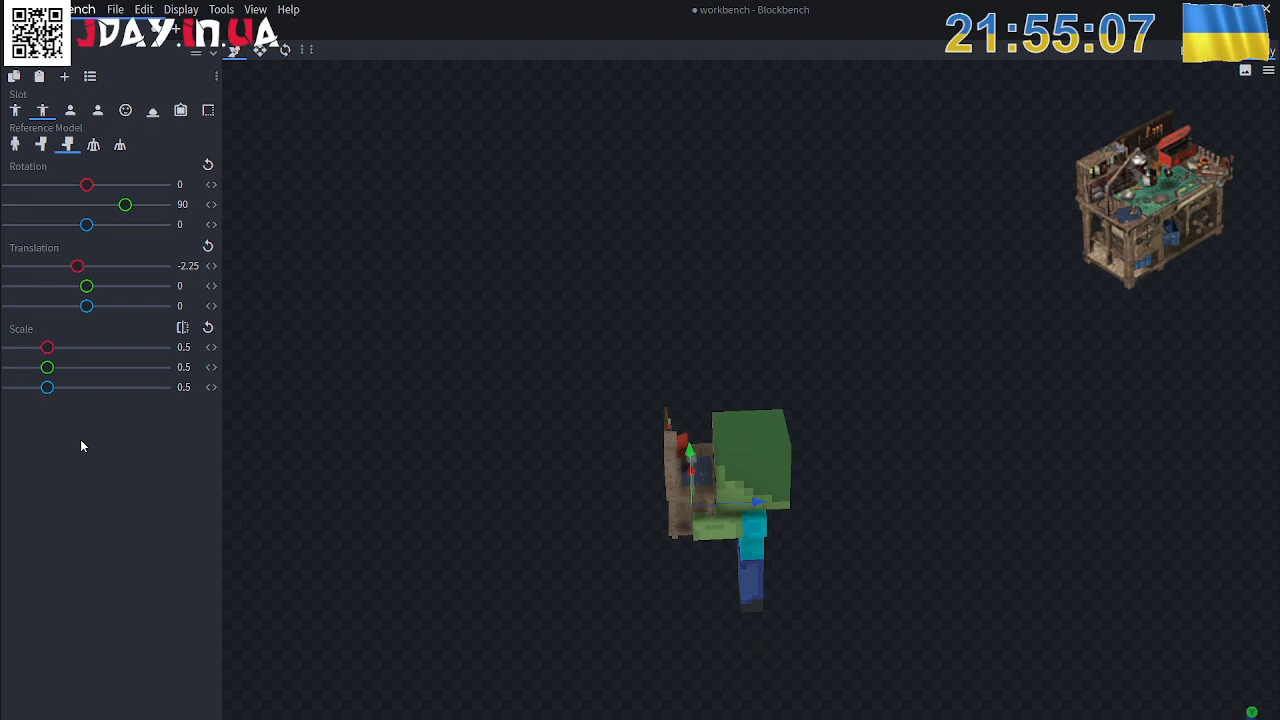 bench File Edit Display Tools View Help
● workbench - Blockbench
JDAY.in.UA
21:55:07
Slot
Reference Model
Rotation
0
90
0
Translation
-2.25
0
0
Scale
0.5
0.5
0.5